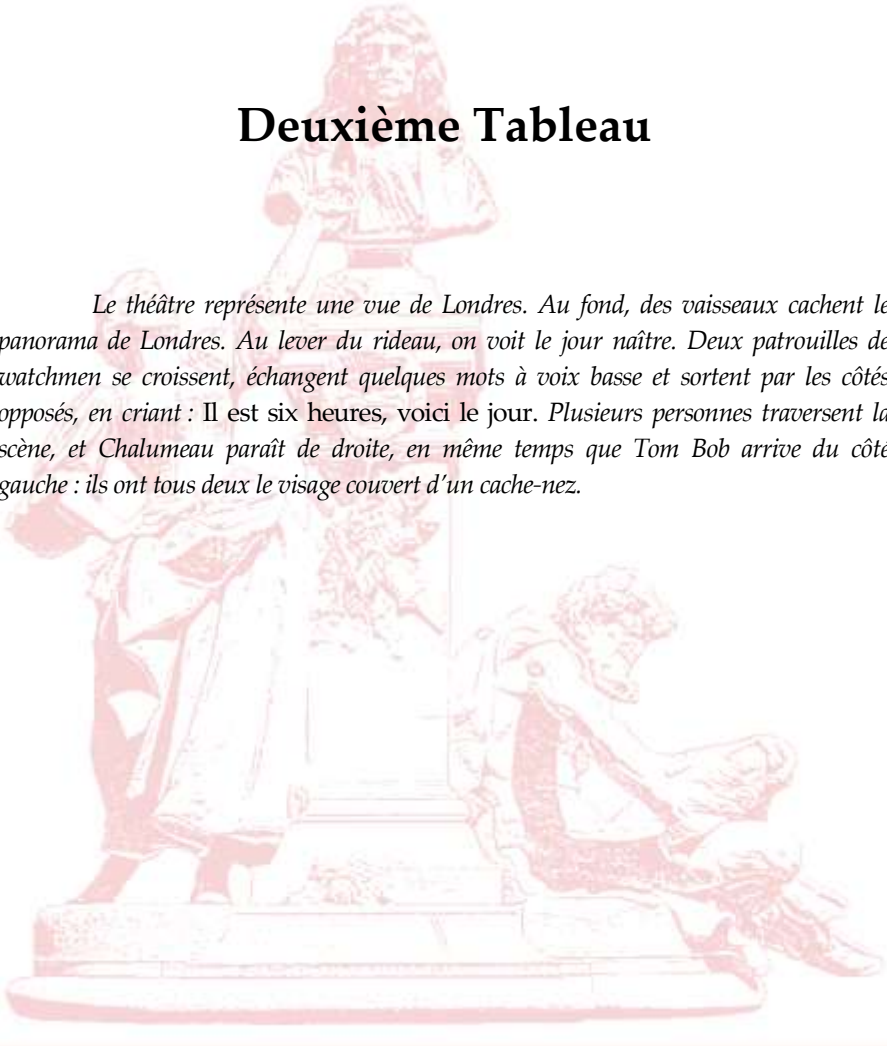 Deuxième Tableau
Le théâtre représente une vue de Londres. Au fond, des vaisseaux cachent le
panorama de Londres. Au lever du rideau, on voit le jour naître. Deux patrouilles de
watchmen se croissent, échangent quelques mots à voix basse et sortent par les côtés
opposés, en criant : Il est six heures, voici le jour. Plusieurs personnes traversent la
scène, et Chalumeau paraît de droite, en même temps que Tom Bob arrive du côté
gauche : ils ont tous deux le visage couvert d’un cache-nez.